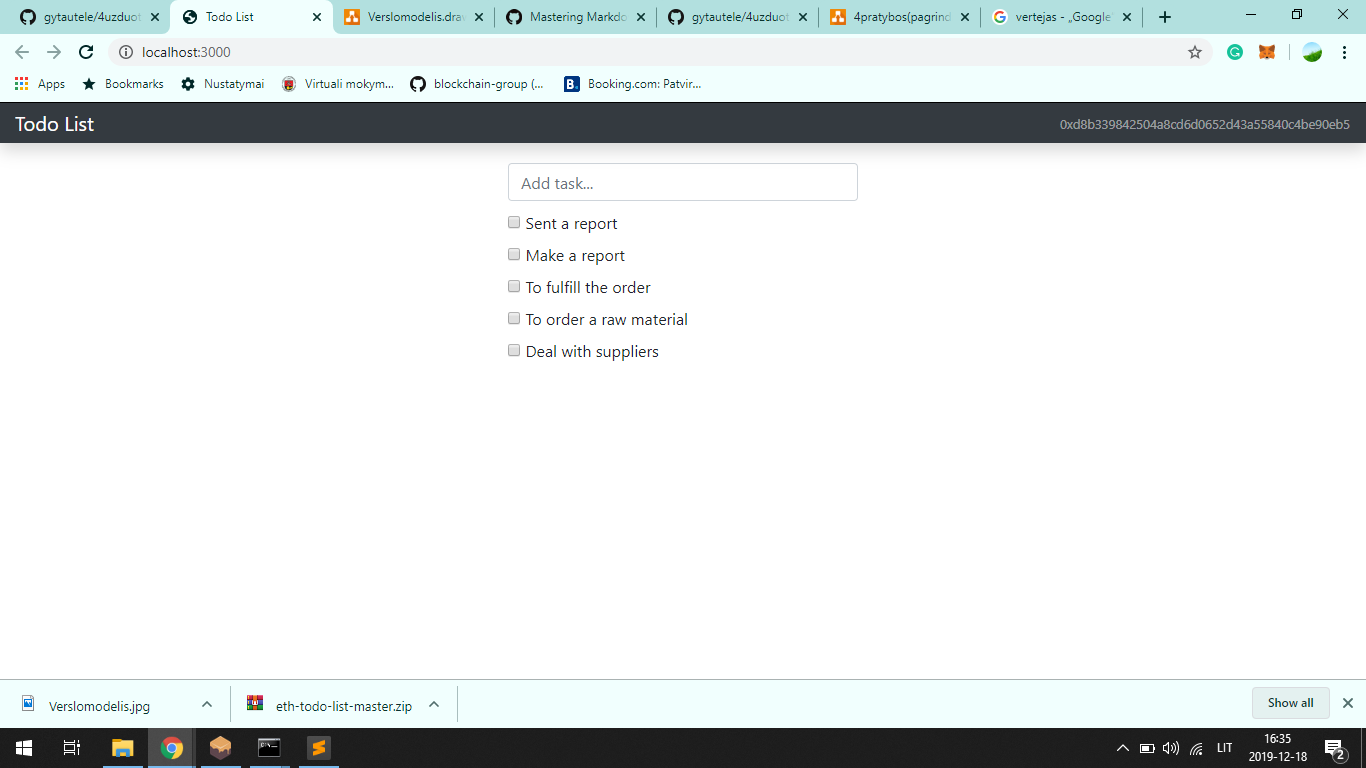 gytautele/4uzduot
Todo List
Verslomodelis.drav
Mastering Markdo
gytautele/4uzduot
4pratybos(pagrind
vertejas - „Google"
localhost:3000
Apps
Bookmarks
Nustatymai
Virtuali mokym...
blockchain-group (...
B.
Booking.com: Patvir...
Todo List
0xd8b339842504a8cd6d0652d43a55840c4be90eb5
Add task...
Sent a report
Make a report
To fulfill the order
To order a raw material
Deal with suppliers
Verslomodelis.jpg
eth-todo-list-master.zip
Show all
LIT
16:35
2019-12-18
2